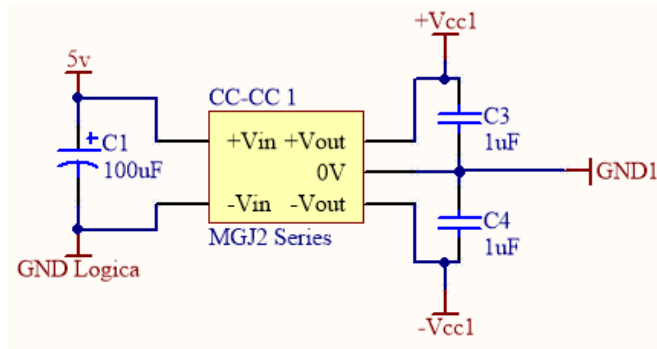 +Vcc1
5v
CC-CC 1
+
C1
100uF
+Vin +Vout
0V
-Vin -Vout
C3
1uF
GND1
C4
1uF
MGJ2 Series
GND Logica
-Vcc1